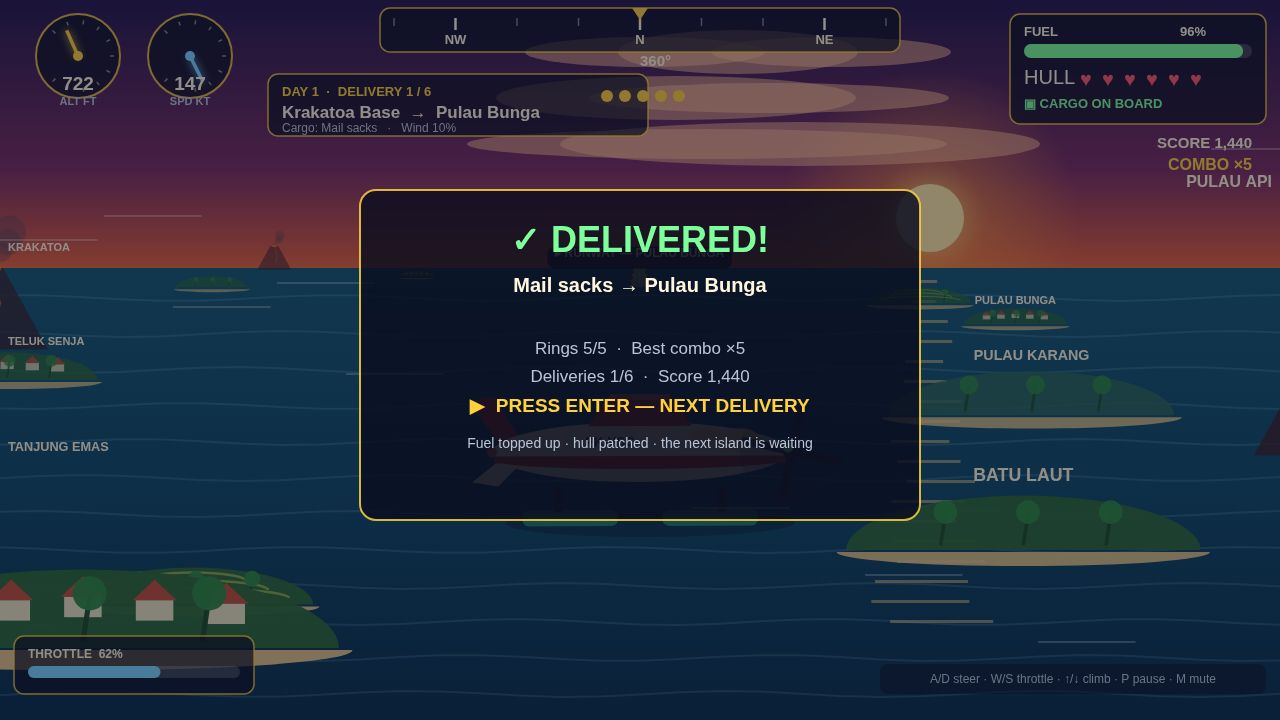 722
ALT FT
147
SPD KT
NW
N
NE
360°
FUEL 96%
HULL ♥ ♥ ♥ ♥ ♥ ♥
▣ CARGO ON BOARD
DAY 1 · DELIVERY 1 / 6
Krakatoa Base → Pulau Bunga
Cargo: Mail sacks · Wind 10%
SCORE 1,440
COMBO ×5
PULAU API
KRAKATOA
✓ DELIVERED!
RUNWAY — PULAU BUNGA
Mail sacks → Pulau Bunga
PULAU BUNGA
TELUK SENJA
Rings 5/5 · Best combo ×5
PULAU KARANG
Deliveries 1/6 · Score 1,440
▶ PRESS ENTER — NEXT DELIVERY
TANJUNG EMAS
Fuel topped up · hull patched · the next island is waiting
BATU LAUT
THROTTLE 62%
A/D steer · W/S throttle · ↑/↓ climb · P pause · M mute